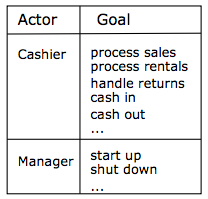 Actor Goal
Cashier process sales
process rentals
handle returns
cash in
cash out
...
Manager start up
shut down
...